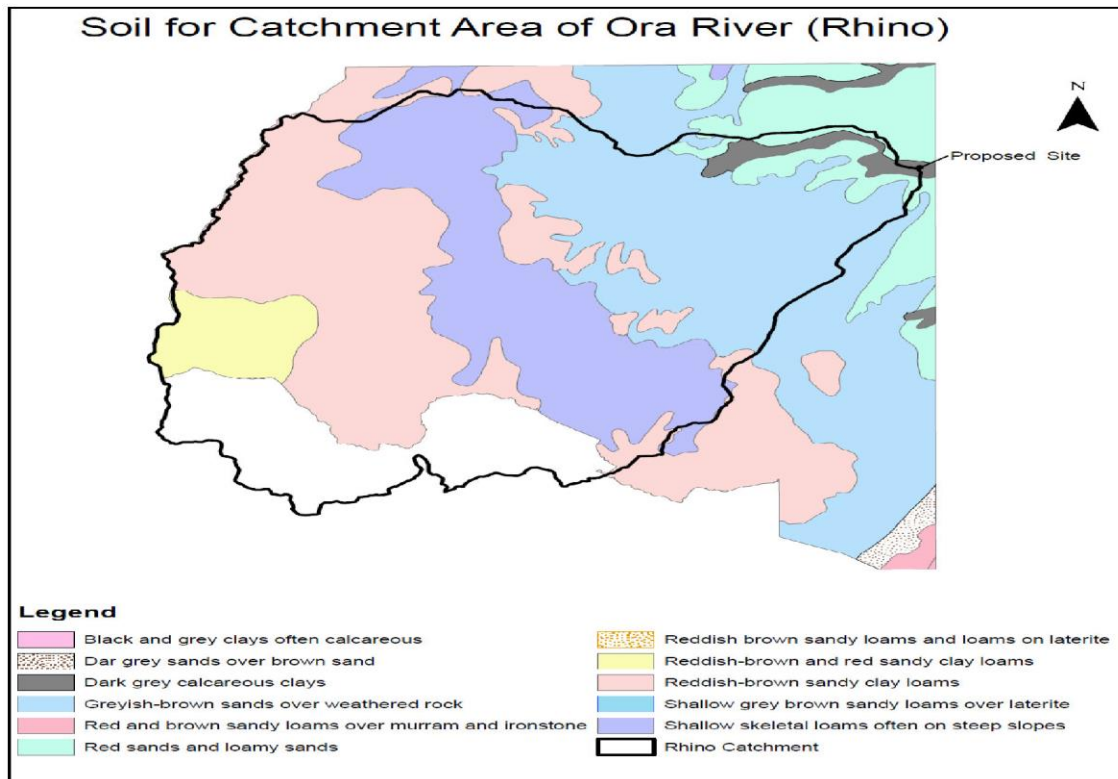 Soil for Catchment Area of Ora River (Rhino)
N
Proposed Site
Legend
Black and grey clays often calcareous
Dar grey sands over brown sand
Dark grey calcareous clays
Greyish-brown sands over weathered rock
Red and brown sandy loams over murram and ironstone
Red sands and loamy sands
Reddish brown sandy loams and loams on laterite
Reddish-brown and red sandy clay loams
Reddish-brown sandy clay loams
Shallow grey brown sandy loams over laterite
Shallow skeletal loams often on steep slopes
Rhino Catchment